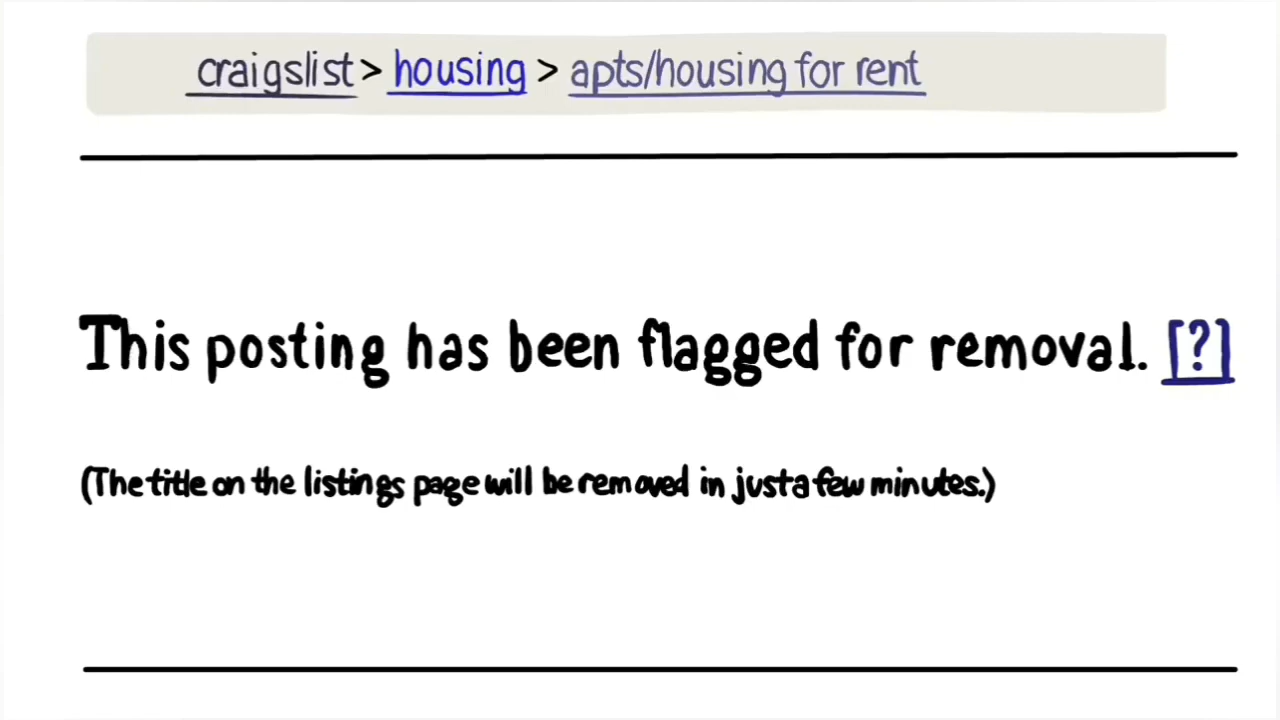 craigslist > housing > apts/housing for rent
This posting has been flagged for removal. [?]
(The title on the listings page will be removed in just a few minutes.)